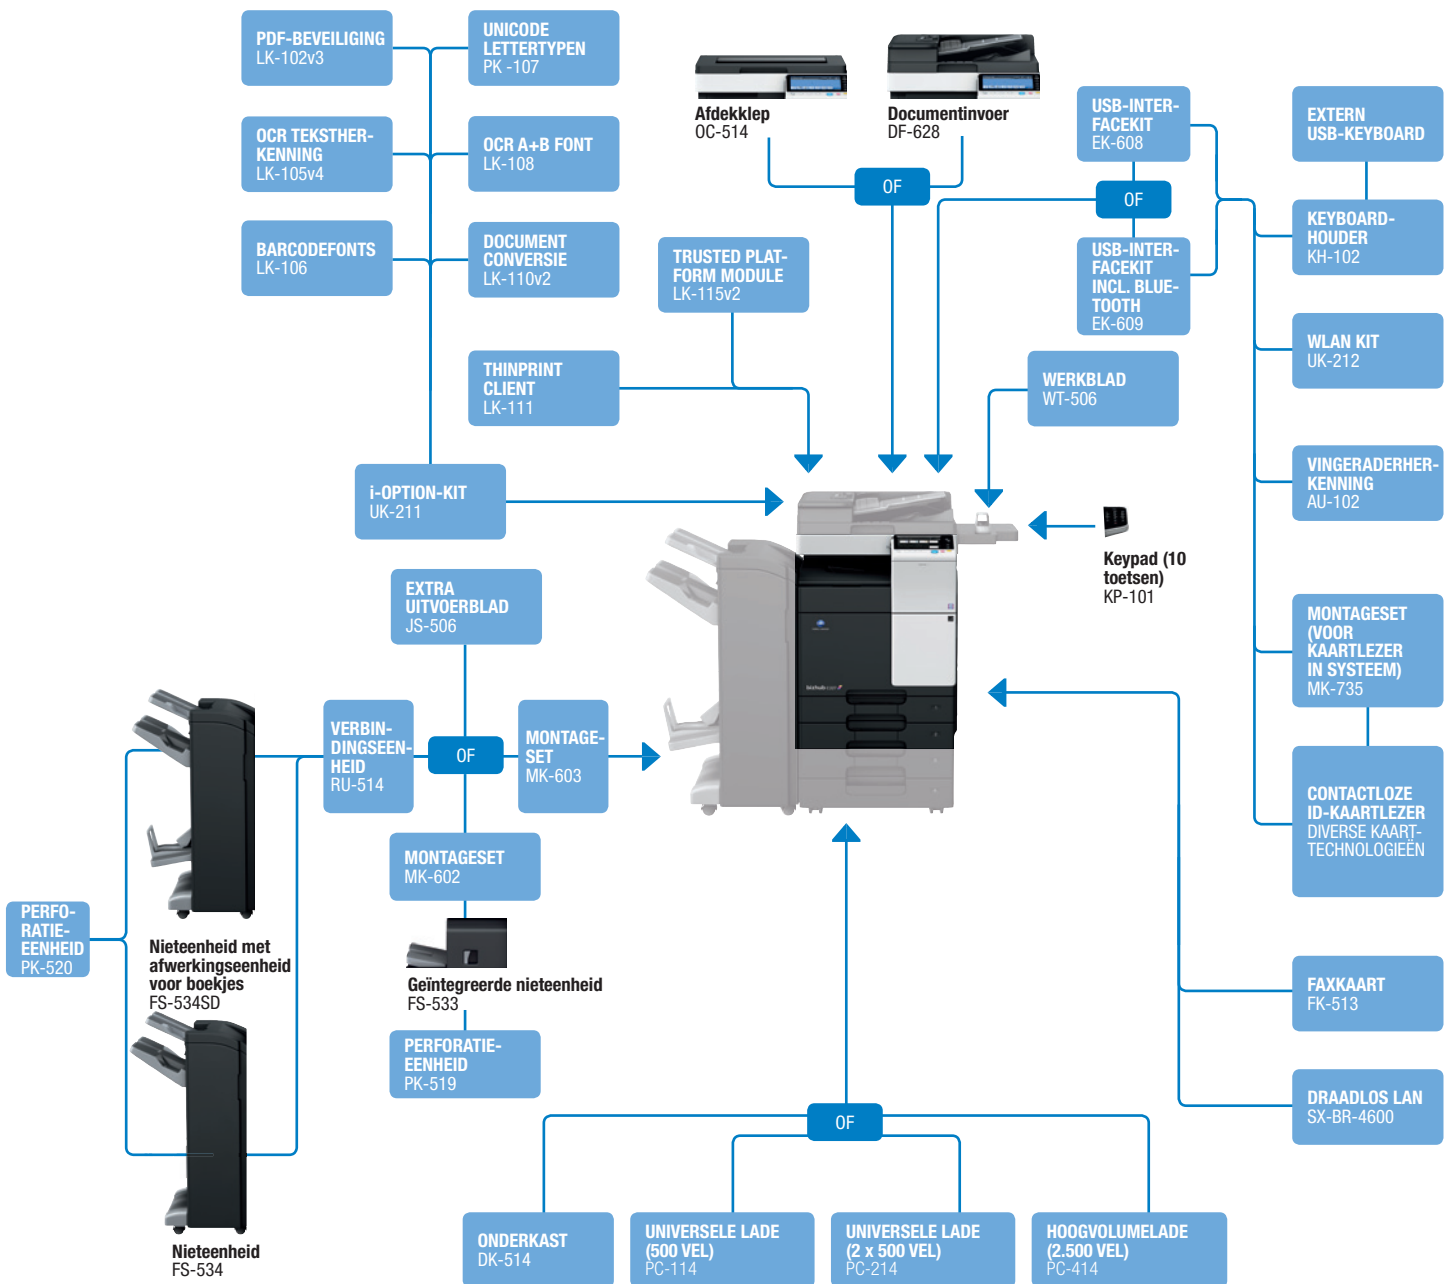 PDF-BEVEILIGING
LK-102v3
UNICODE
LETTERTYPEN
PK -107
OCR TEKSTHER-
KENNING
LK-105v4
OCR A+B FONT
LK-108
BARCODEFONTS
LK-106
DOCUMENT
CONVERSIE
LK-110v2
Afdekklep
OC-514
Documentinvoer
DF-628
OF
USB-INTER-
FACEKIT
EK-608
OF
USB-INTER-
FACEKIT
INCL. BLUE-
TOOTH
EK-609
EXTERN
USB-KEYBOARD
KEYBOARD-
HOUDER
KH-102
TRUSTED PLAT-
FORM MODULE
LK-115v2
THINPRINT
CLIENT
LK-111
WERKBLAD
WT-506
WLAN KIT
UK-212
i-OPTION-KIT
UK-211
VINGERADERHER-
KENNING
AU-102
Keypad (10
toetsen)
KP-101
EXTRA
UITVOERBLAD
JS-506
MONTAGESET
(VOOR
KAARTLEZER
IN SYSTEEM)
MK-735
bizhub
VERBIN-
DINGSEEN-
HEID
RU-514
OF
MONTAGE-
SET
MK-603
CONTACTLOZE
ID-KAARTLEZER
DIVERSE KAART-
TECHNOLOGIEËN
MONTAGESET
MK-602
PERFO-
RATIE-
EENHEID
PK-520
Nieteenheid met
afwerkingseenheid
voor boekjes
FS-534SD
Geïntegreerde nieteenheid
FS-533
FAXKAART
FK-513
PERFORATIE-
EENHEID
PK-519
DRAADLOS LAN
SX-BR-4600
OF
Nieteenheid
FS-534
ONDERKAST
DK-514
UNIVERSELE LADE
(500 VEL)
PC-114
UNIVERSELE LADE
(2 x 500 VEL)
PC-214
HOOGVOLUMELADE
(2.500 VEL)
PC-414